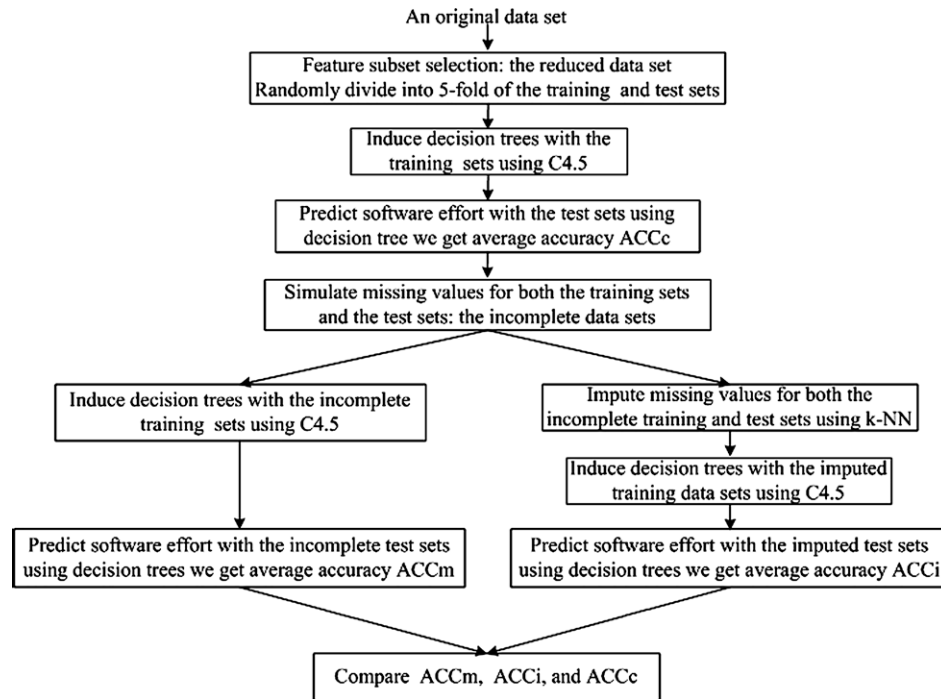 An original data set
Feature subset selection: the reduced data set
Randomly divide into 5-fold of the training and test sets
Induce decision trees with the
training sets using C4.5
Predict software effort with the test sets using
decision tree we get average accuracy ACCc
Simulate missing values for both the training sets
and the test sets: the incomplete data sets
Induce decision trees with the incomplete
training sets using C4.5
Impute missing values for both the
incomplete training and test sets using k-NN
Induce decision trees with the imputed
training data sets using C4.5
Predict software effort with the incomplete test sets
using decision trees we get average accuracy ACCm
Predict software effort with the imputed test sets
using decision trees we get average accuracy ACCi
Compare ACCm, ACCi, and ACCc